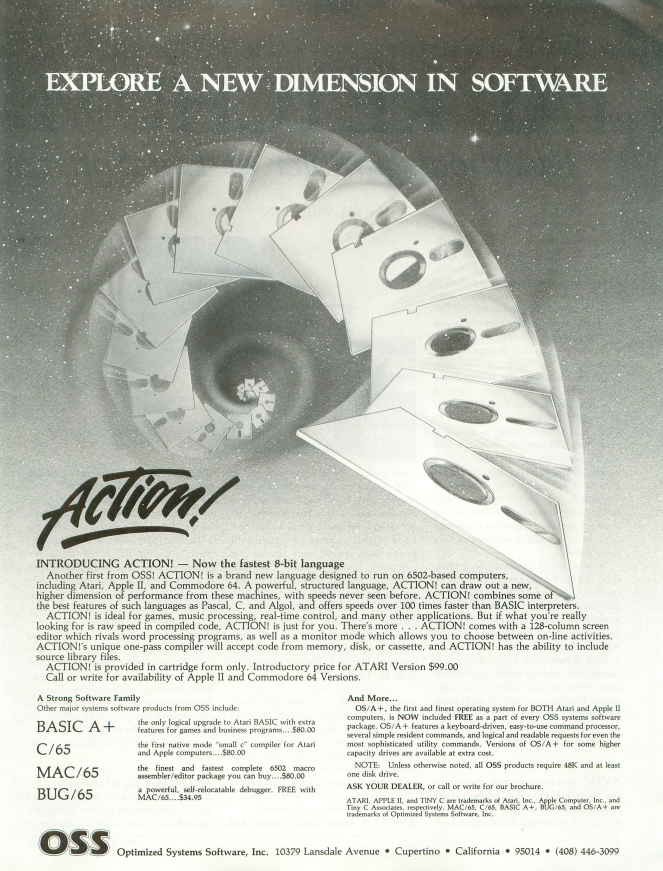 EXPLORE A NEW DIMENSION IN SOFTWARE
Action!
INTRODUCING ACTION! — Now the fastest 8-bit language
Another first from OSS! ACTION! is a brand new language designed to run on 6502-based computers,
including Atari, Apple II, and Commodore 64. A powerful, structured language, ACTION! can draw out a new,
higher dimension of performance from these machines, with speeds never seen before. ACTION! combines some of
the best features of such languages as Pascal, C, and Algol, and offers speeds over 100 times faster than BASIC interpreters.
ACTION! is ideal for games, music processing, real-time control, and many other applications. But if what you're really
looking for is raw speed in compiled code, ACTION! is just for you. There's more . . . ACTION! comes with a 128-column screen
editor which rivals word processing programs, as well as a monitor mode which allows you to choose between on-line activities.
ACTION!'s unique one-pass compiler will accept code from memory, disk, or cassette, and ACTION! has the ability to include
source library files.
ACTION! is provided in cartridge form only. Introductory price for ATARI Version $99.00
Call or write for availability of Apple II and Commodore 64 Versions.
A Strong Software Family
Other major systems software products from OSS include:
BASIC A+ the only logical upgrade to Atari BASIC with extra
features for games and business programs....$80.00
C/65 the first native mode "small c" compiler for Atari
and Apple computers....$80.00
MAC/65 the finest and fastest complete 6502 macro
assembler/editor package you can buy....$80.00
BUG/65 a powerful, self-relocatable debugger. FREE with
MAC/65....$34.95
And More...
OS/A+, the first and finest operating system for BOTH Atari and Apple II
computers, is NOW included FREE as a part of every OSS systems software
package. OS/A+ features a keyboard-driven, easy-to-use command processor,
several simple resident commands, and logical and readable requests for even the
most sophisticated utility commands. Versions of OS/A+ for some higher
capacity drives are available at extra cost.
NOTE: Unless otherwise noted, all OSS products require 48K and at least
one disk drive.
ASK YOUR DEALER, or call or write for our brochure.
ATARI, APPLE II, and TINY C are trademarks of Atari, Inc., Apple Computer, Inc., and
Tiny C Associates, respectively. MAC/65, C/65, BASIC A+, BUG/65, and OS/A+ are
trademarks of Optimized Systems Software, Inc.
OSS Optimized Systems Software, Inc. 10379 Lansdale Avenue • Cupertino • California • 95014 • (408) 446-3099